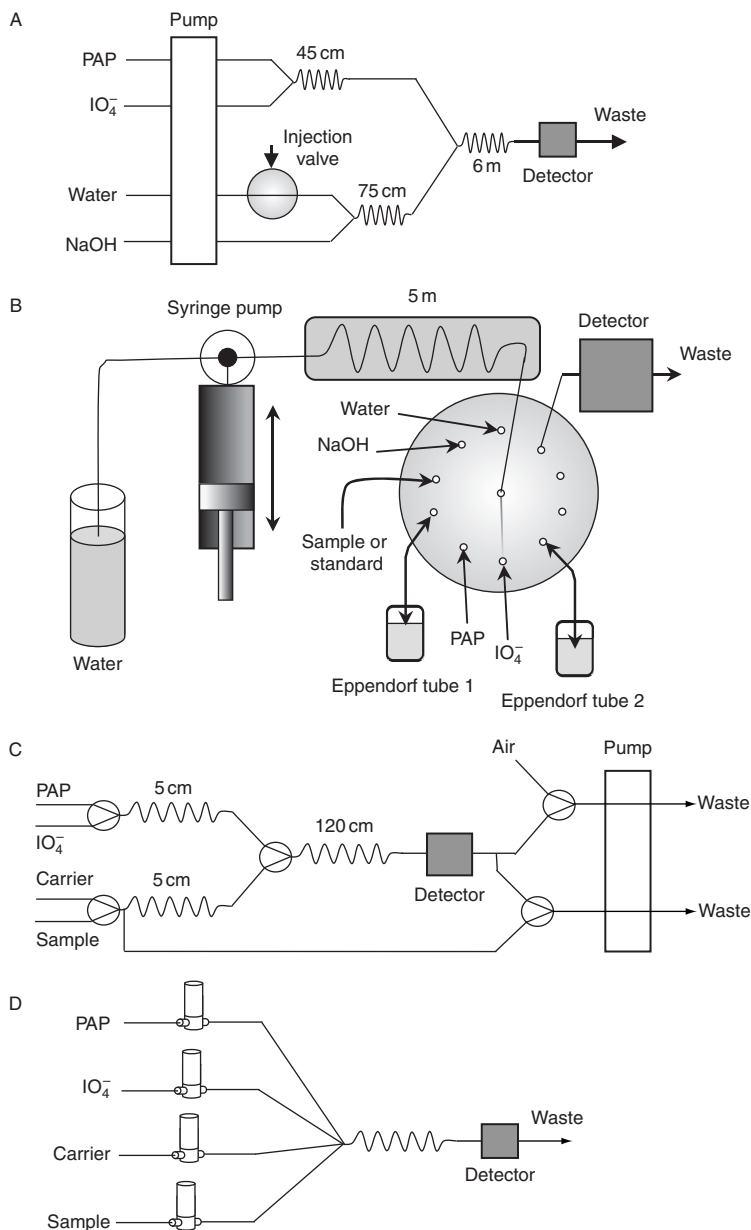 A
Pump
PAP
45 cm
IO₄⁻
Injection
valve
Waste
6 m
Detector
Water
75 cm
NaOH
B
5 m
Syringe pump
Detector
Waste
Water
NaOH
Sample or
standard
PAP
IO₄⁻
Water
Eppendorf tube 1
Eppendorf tube 2
C
Air
Pump
PAP
5 cm
Waste
IO₄⁻
120 cm
Carrier
5 cm
Detector
Sample
Waste
D
PAP
IO₄⁻
Waste
Carrier
Detector
Sample